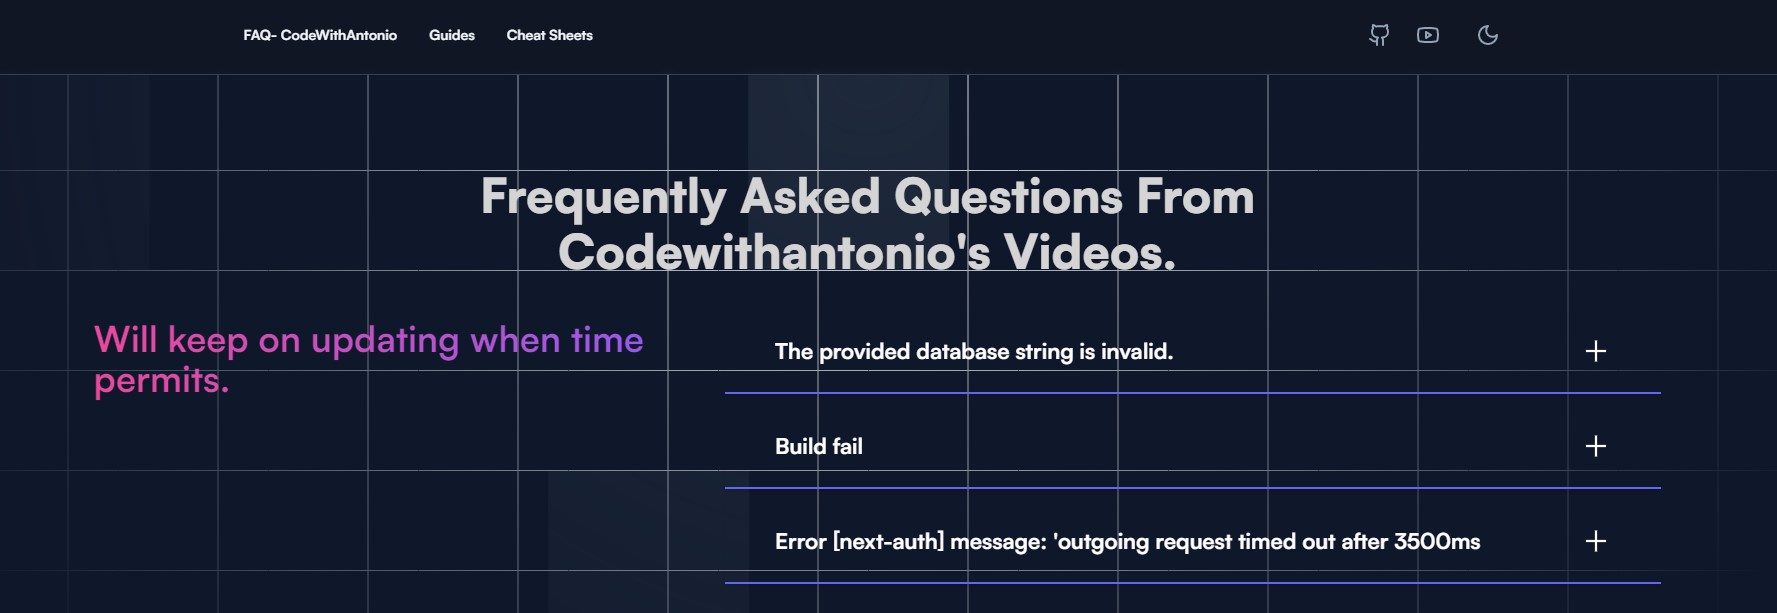 FAQ- CodeWithAntonio Guides Cheat Sheets
Frequently Asked Questions From
Codewithantonio's Videos.
Will keep on updating when time
permits.
The provided database string is invalid.
Build fail
Error [next-auth] message: 'outgoing request timed out after 3500ms